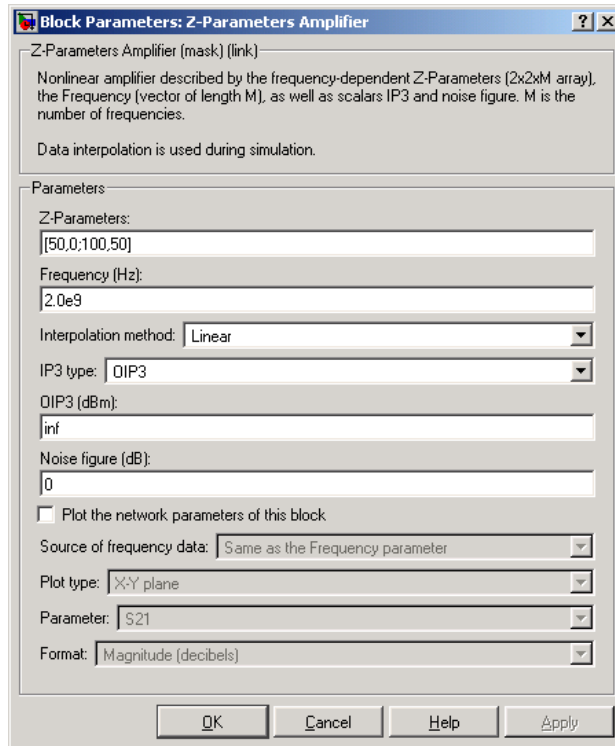 Block Parameters: Z-Parameters Amplifier
Z-Parameters Amplifier (mask) (link)
Nonlinear amplifier described by the frequency-dependent Z-Parameters (2x2xM array),
the Frequency (vector of length M), as well as scalars IP3 and noise figure. M is the
number of frequencies.
Data interpolation is used during simulation.
Parameters
Z-Parameters:
[50,0;100,50]
Frequency (Hz):
2.0e9
Interpolation method: Linear
IP3 type: OIP3
OIP3 (dBm):
inf
Noise figure (dB):
0
Plot the network parameters of this block
Source of frequency data: Same as the Frequency parameter
Plot type: X-Y plane
Parameter: S21
Format: Magnitude (decibels)
OK Cancel Help Apply